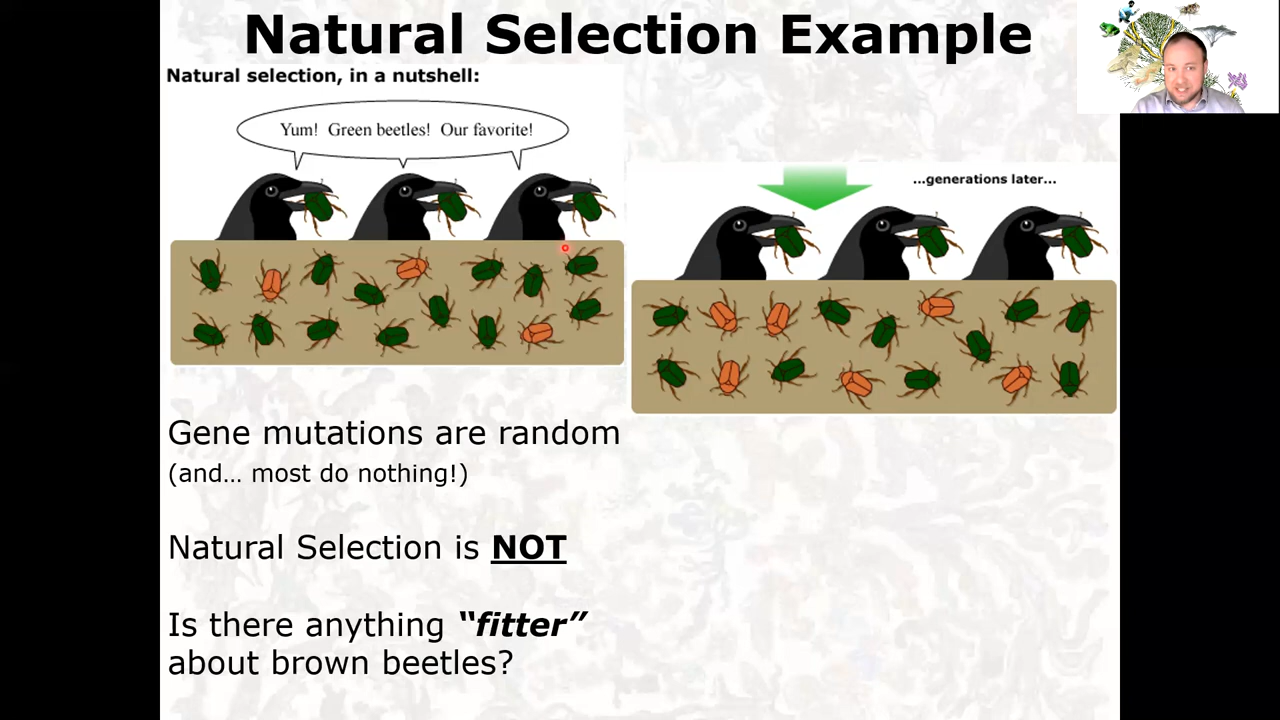 Natural Selection Example
Natural selection, in a nutshell:
Yum! Green beetles! Our favorite!
...generations later...
Gene mutations are random
(and… most do nothing!)
Natural Selection is NOT
Is there anything “fitter”
about brown beetles?